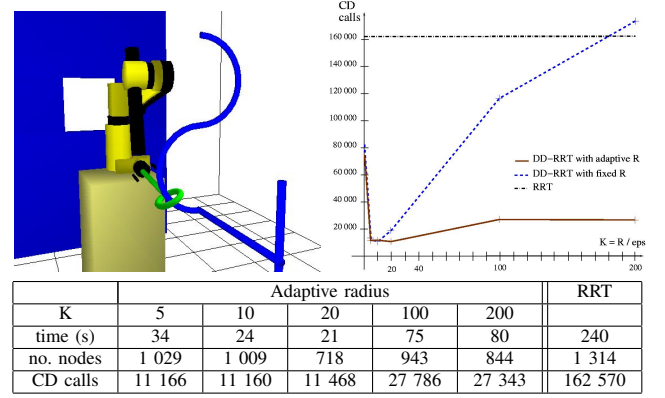 CD
calls
160 000
140 000
120 000
100 000
80 000
60 000
40 000
20 000
DD-RRT with adaptive R
DD-RRT with fixed R
RRT
K = R / eps
20 40 100 200
Adaptive radius RRT
K 5 10 20 100 200
time (s) 34 24 21 75 80 240
no. nodes 1 029 1 009 718 943 844 1 314
CD calls 11 166 11 160 11 468 27 786 27 343 162 570